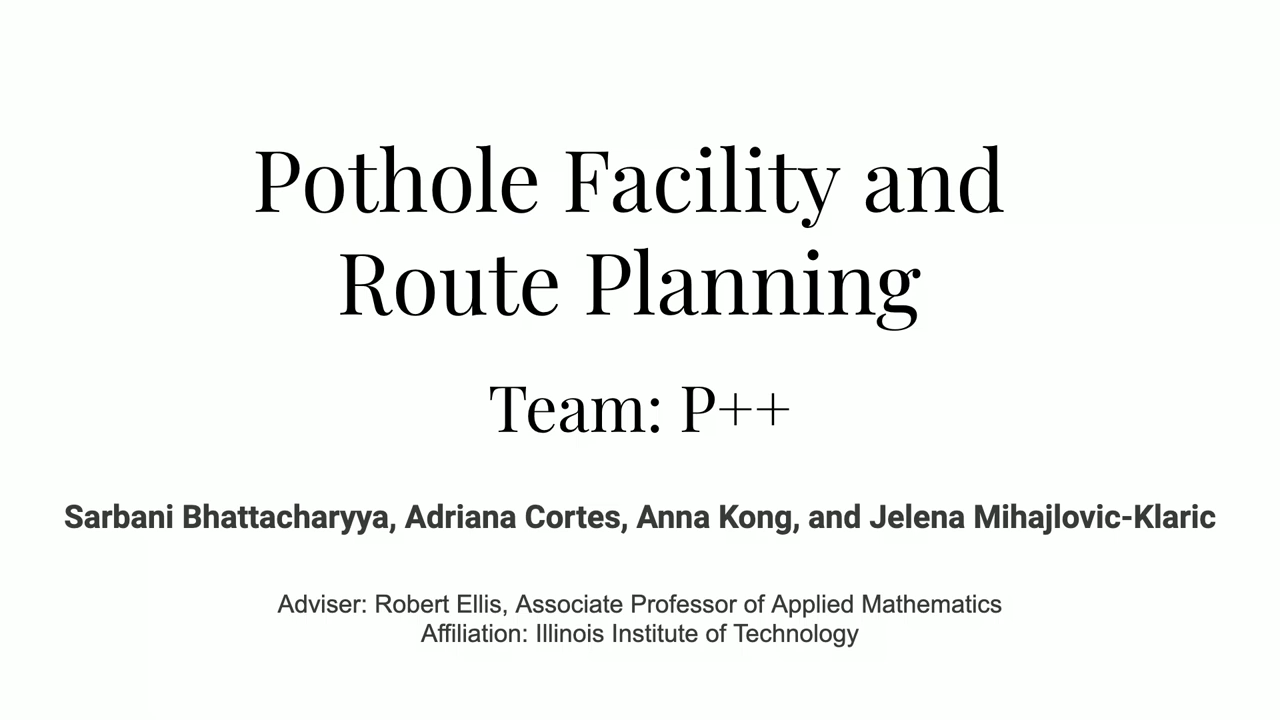 Pothole Facility and
Route Planning
Team: P++
Sarbani Bhattacharyya, Adriana Cortes, Anna Kong, and Jelena Mihajlovic-Klaric
Adviser: Robert Ellis, Associate Professor of Applied Mathematics
Affiliation: Illinois Institute of Technology